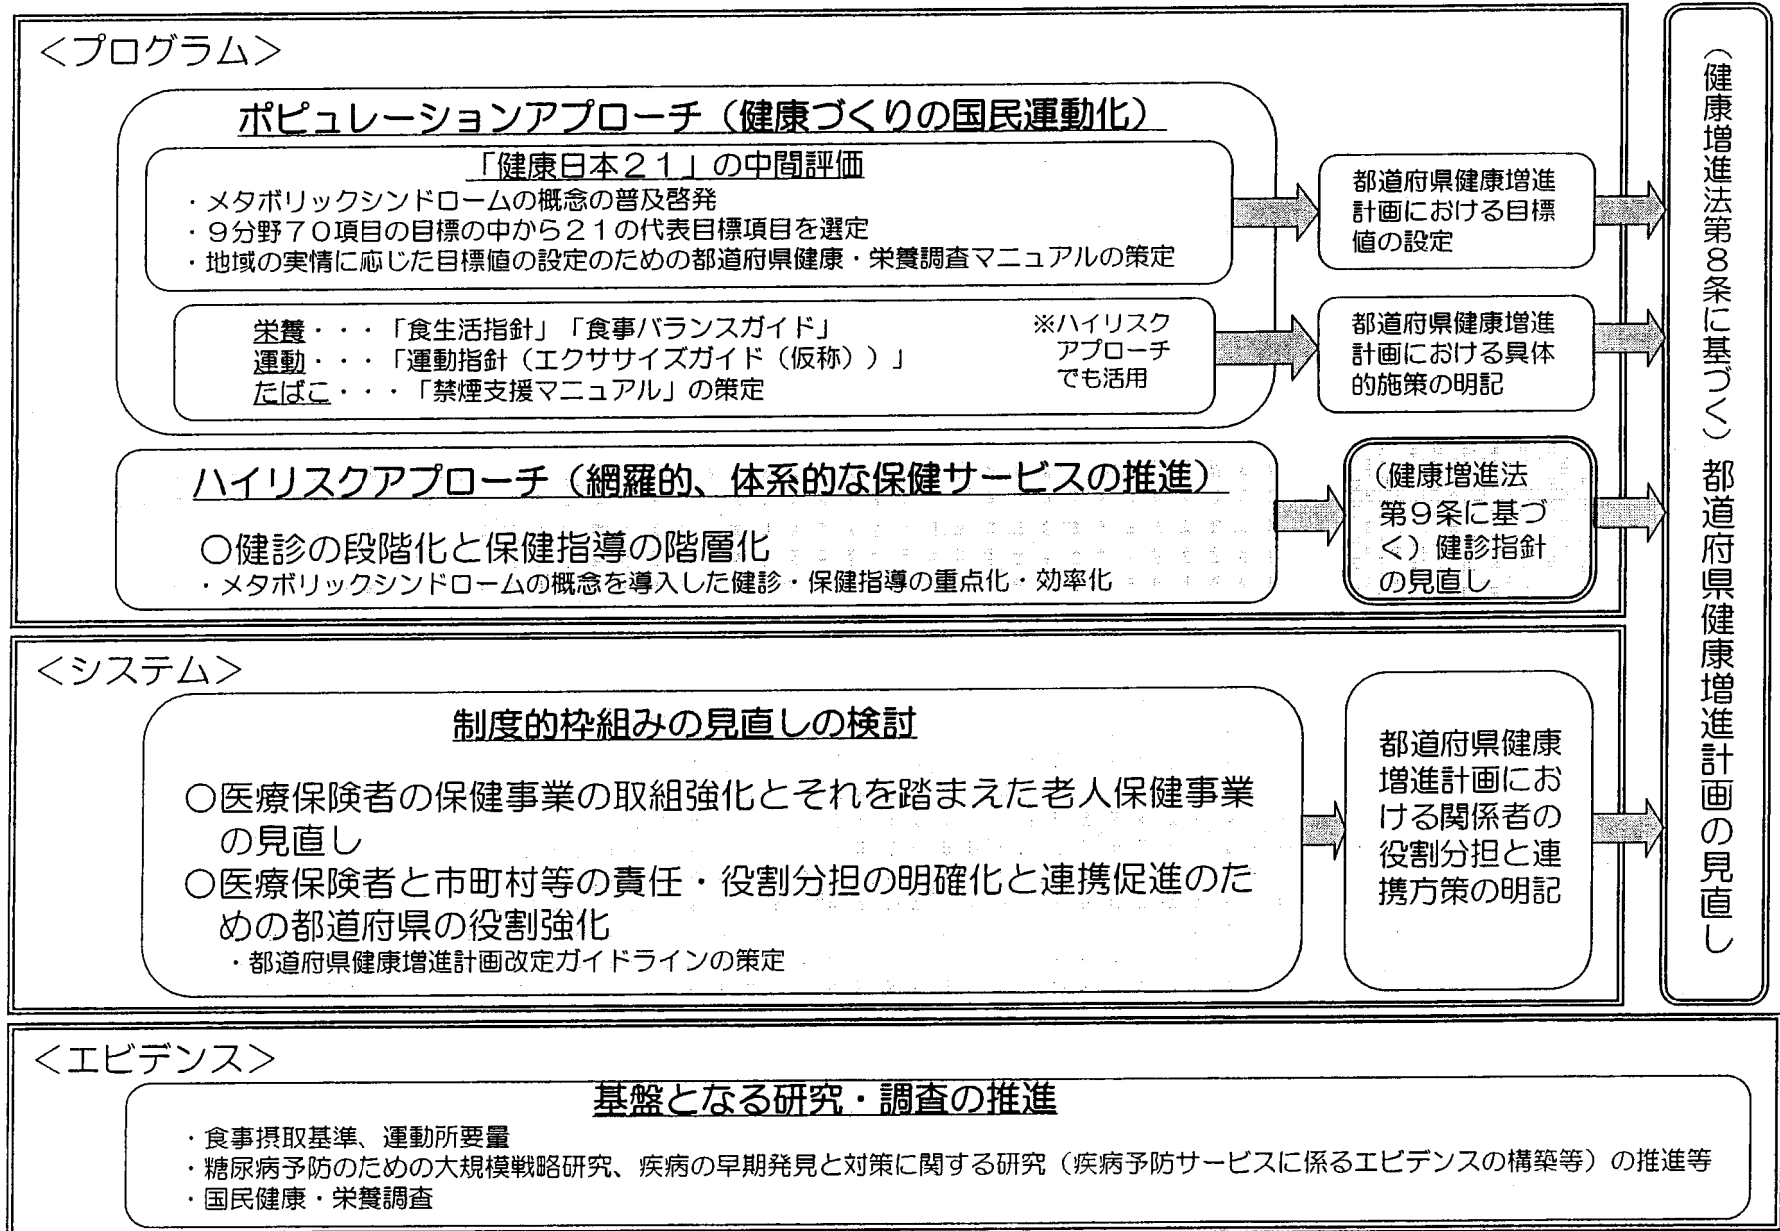 ＜プログラム＞
ポピュレーションアプローチ（健康づくりの国民運動化）
「健康日本２１」の中間評価
・メタボリックシンドロームの概念の普及啓発
・９分野７０項目の目標の中から２１の代表目標項目を選定
・地域の実情に応じた目標値の設定のための都道府県健康・栄養調査マニュアルの策定
都道府県健康増進
計画における目標
値の設定
栄養・・・「食生活指針」「食事バランスガイド」
運動・・・「運動指針（エクササイズガイド（仮称））」
たばこ・・・「禁煙支援マニュアル」の策定
※ハイリスク
アプローチ
でも活用
都道府県健康増進
計画における具体
的施策の明記
ハイリスクアプローチ（網羅的、体系的な保健サービスの推進）
○健診の段階化と保健指導の階層化
・メタボリックシンドロームの概念を導入した健診・保健指導の重点化・効率化
（健康増進法
第９条に基づ
く）健診指針
の見直し
＜システム＞
制度的枠組みの見直しの検討
○医療保険者の保健事業の取組強化とそれを踏まえた老人保健事業
の見直し
○医療保険者と市町村等の責任・役割分担の明確化と連携促進のた
めの都道府県の役割強化
・都道府県健康増進計画改定ガイドラインの策定
都道府県健康
増進計画にお
ける関係者の
役割分担と連
携方策の明記
（健康増進法第８条に基づく）都道府県健康増進計画の見直し
＜エビデンス＞
基盤となる研究・調査の推進
・食事摂取基準、運動所要量
・糖尿病予防のための大規模戦略研究、疾病の早期発見と対策に関する研究（疾病予防サービスに係るエビデンスの構築等）の推進等
・国民健康・栄養調査